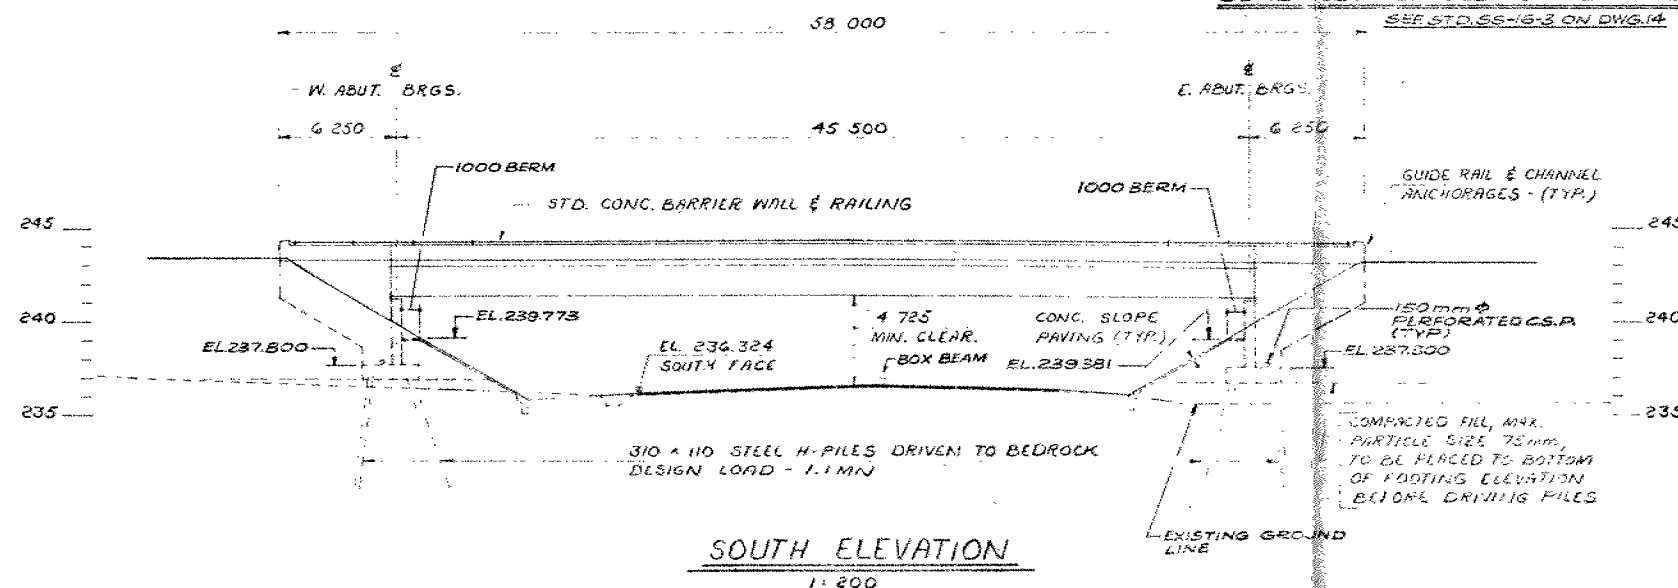 SEE STD. SS-16-3 ON DWG.14
58 000
℄
℄
- W. ABUT. BRGS.
E. ABUT. BRGS.
6 250
45 500
6 250
1000 BERM
1000 BERM
GUIDE RAIL & CHANNEL
ANCHORAGES - (TYP.)
STD. CONC. BARRIER WALL & RAILING
245
245
240
240
235
235
EL.239.773
EL.237.800
EL. 236.324
SOUTH FACE
4 725
MIN. CLEAR.
BOX BEAM
CONC. SLOPE
PAVING (TYP.)
EL.239.381
150mm Φ
PERFORATED C.S.P.
(TYP.)
EL.237.800
310 x 110 STEEL H-PILES DRIVEN TO BEDROCK
DESIGN LOAD - 1.1 MN
COMPACTED FILL, MAX.
PARTICLE SIZE 75mm,
TO BE PLACED TO BOTTOM
OF FOOTING ELEVATION
BEFORE DRIVING PILES
EXISTING GROUND
LINE
SOUTH ELEVATION
1:200